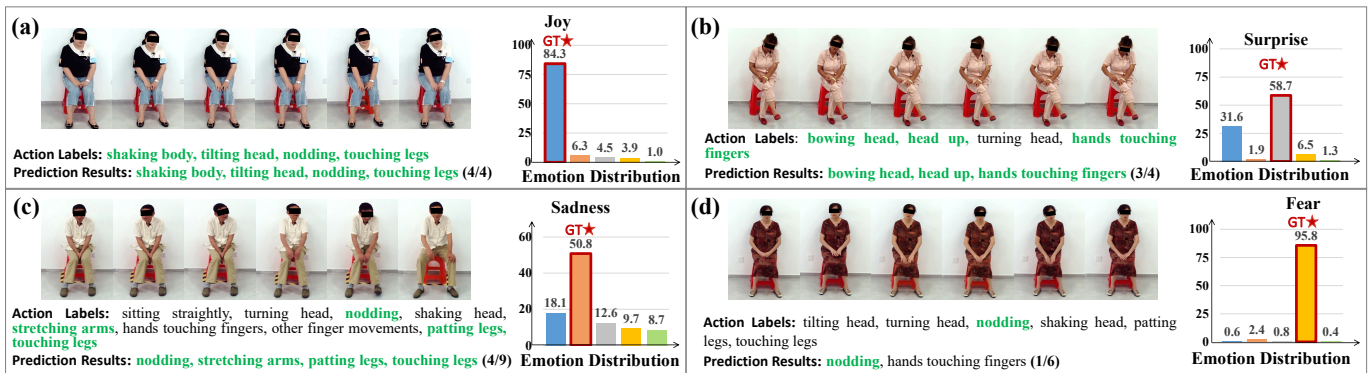 (a)
Action Labels: shaking body, tilting head, nodding, touching legs
Prediction Results: shaking body, tilting head, nodding, touching legs (4/4)
Joy
GT★
100
75
50
25
0
84.3
6.3
4.5
3.9
1.0
Emotion Distribution
(b)
Action Labels: bowing head, head up, turning head, hands touching
fingers
Prediction Results: bowing head, head up, hands touching fingers (3/4)
Surprise
GT★
100
75
50
25
0
31.6
1.9
58.7
6.5
1.3
Emotion Distribution
(c)
Action Labels: sitting straightly, turning head, nodding, shaking head,
stretching arms, hands touching fingers, other finger movements, patting legs,
touching legs
Prediction Results: nodding, stretching arms, patting legs, touching legs (4/9)
Sadness
GT★
60
40
20
0
18.1
50.8
12.6
9.7
8.7
Emotion Distribution
(d)
Action Labels: tilting head, turning head, nodding, shaking head, patting
legs, touching legs
Prediction Results: nodding, hands touching fingers (1/6)
Fear
GT★
100
75
50
25
0
0.6
2.4
0.8
95.8
0.4
Emotion Distribution